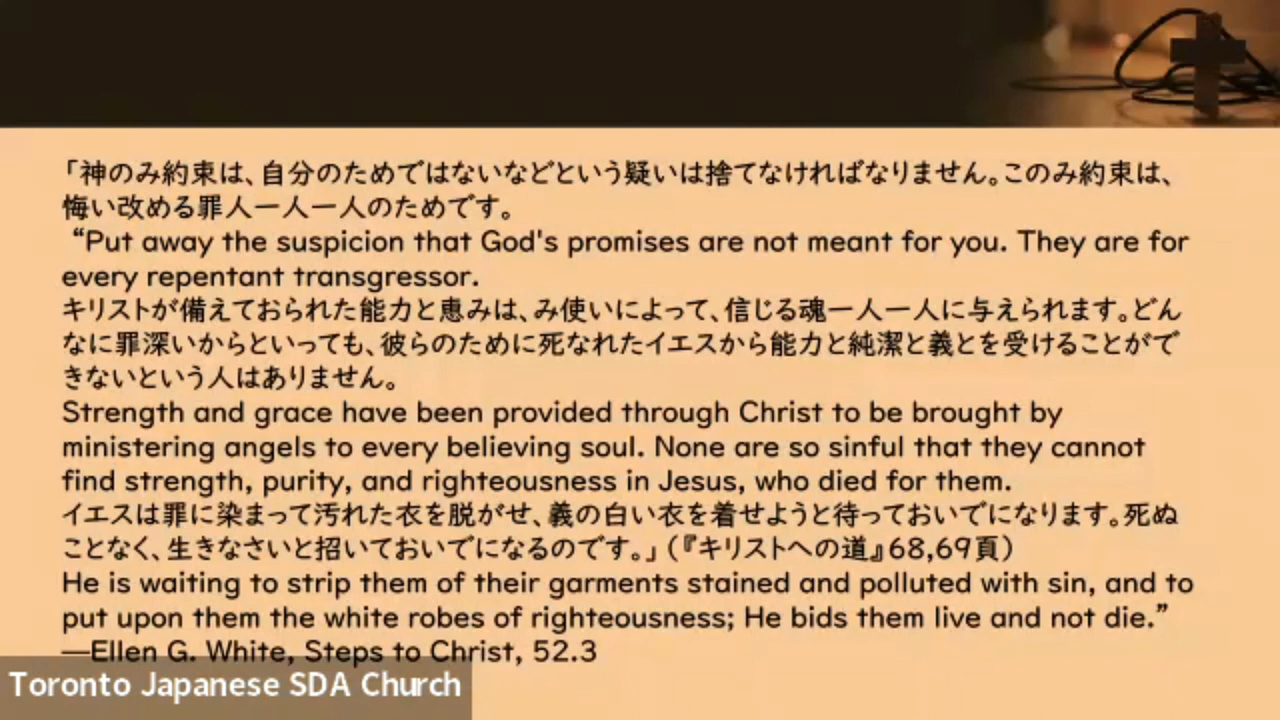 「神のみ約束は、自分のためではないなどという疑いは捨てなければなりません。このみ約束は、
悔い改める罪人一人一人のためです。
“Put away the suspicion that God's promises are not meant for you. They are for
every repentant transgressor.
キリストが備えておられた能力と恵みは、み使いによって、信じる魂一人一人に与えられます。どん
なに罪深いからといっても、彼らのために死なれたイエスから能力と純潔と義とを受けることがで
きないという人はありません。
Strength and grace have been provided through Christ to be brought by
ministering angels to every believing soul. None are so sinful that they cannot
find strength, purity, and righteousness in Jesus, who died for them.
イエスは罪に染まって汚れた衣を脱がせ、義の白い衣を着せようと待っておいでになります。死ぬ
ことなく、生きなさいと招いておいでになるのです。」（『キリストへの道』68,69頁）
He is waiting to strip them of their garments stained and polluted with sin, and to
put upon them the white robes of righteousness; He bids them live and not die.”
—Ellen G. White, Steps to Christ, 52.3
Toronto Japanese SDA Church